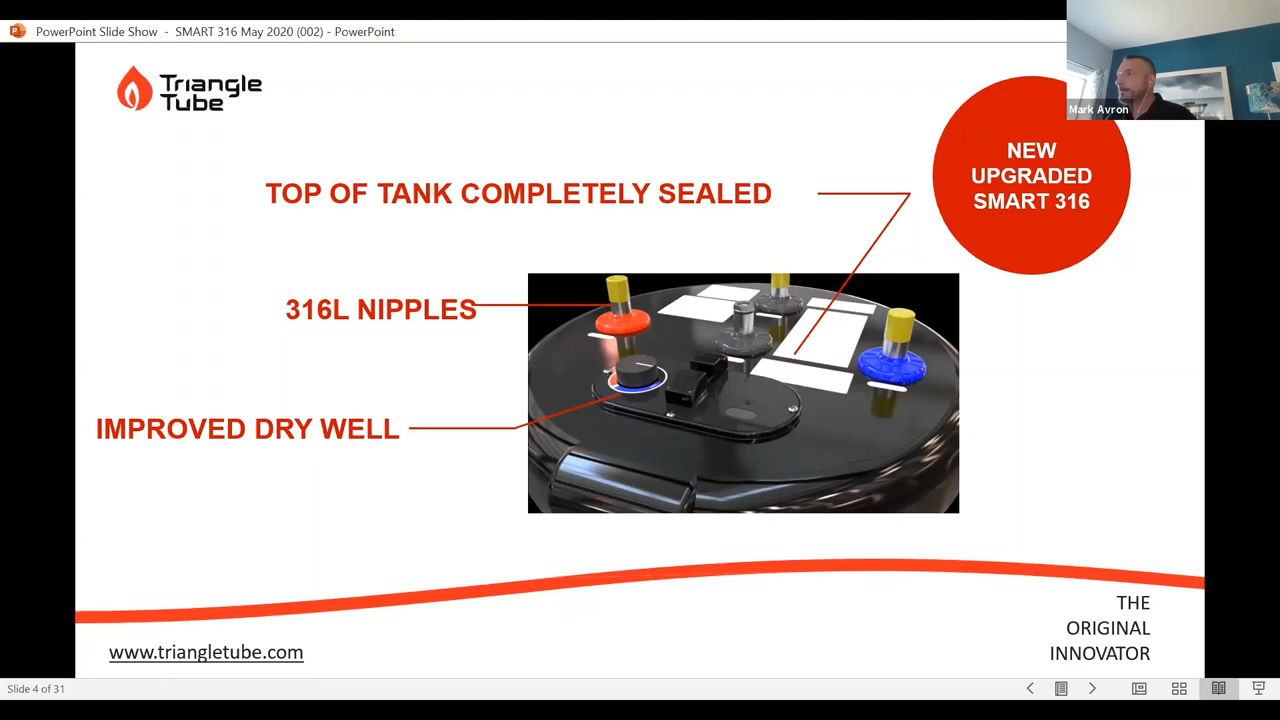 PowerPoint Slide Show - SMART 316 May 2020 (002) - PowerPoint
Mark Avron
Triangle
Tube
NEW
UPGRADED
SMART 316
TOP OF TANK COMPLETELY SEALED
316L NIPPLES
IMPROVED DRY WELL
THE
ORIGINAL
INNOVATOR
www.triangletube.com
Slide 4 of 31